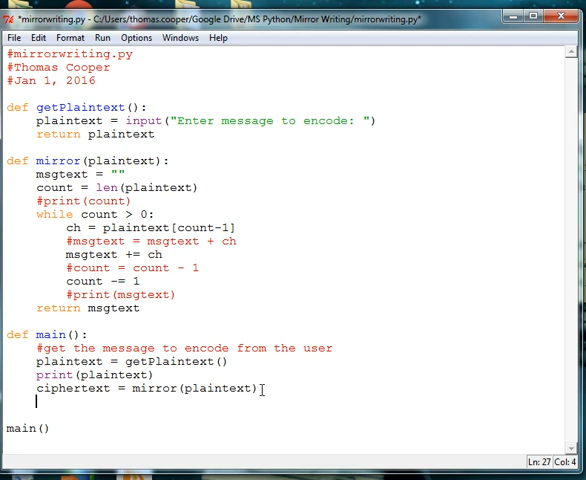 *mirrorwriting.py - C:/Users/thomas.cooper/Google Drive/MS Python/Mirror Writing/mirrorwriting.py*
File Edit Format Run Options Windows Help
#mirrorwriting.py
#Thomas Cooper
#Jan 1, 2016
def getPlaintext():
    plaintext = input("Enter message to encode: ")
    return plaintext
def mirror(plaintext):
    msgtext = ""
    count = len(plaintext)
    #print(count)
    while count > 0:
        ch = plaintext[count-1]
        #msgtext = msgtext + ch
        msgtext += ch
        #count = count - 1
        count -= 1
        #print(msgtext)
    return msgtext
def main():
    #get the message to encode from the user
    plaintext = getPlaintext()
    print(plaintext)
    ciphertext = mirror(plaintext)
main()
Ln: 27 Col: 4